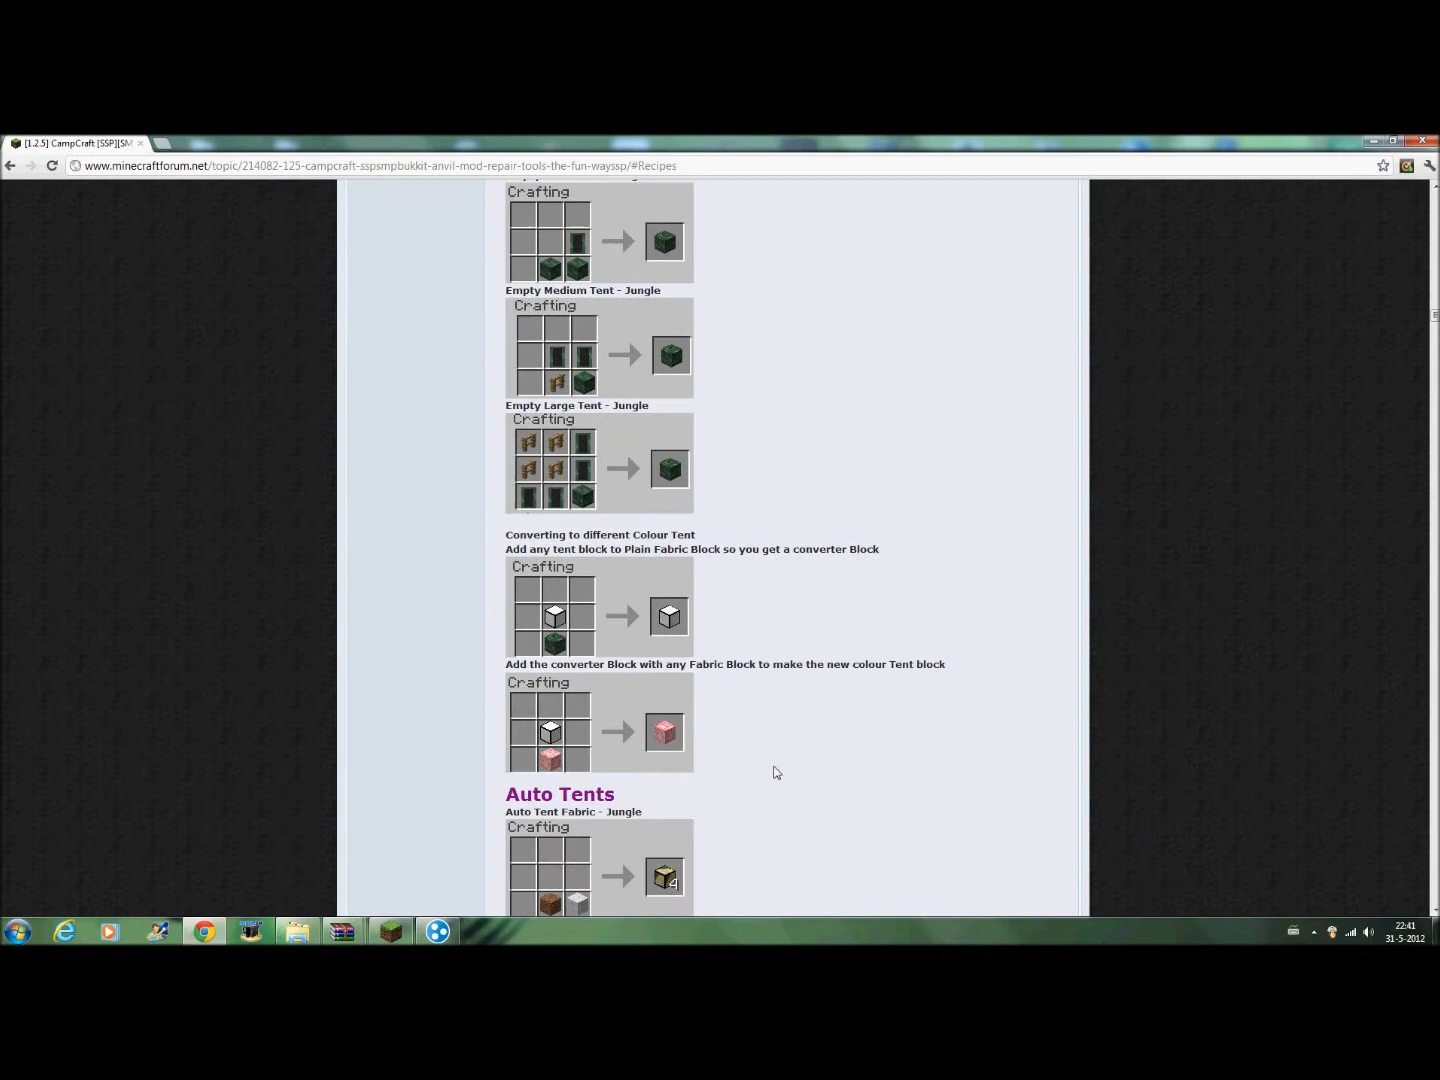 [1.2.5] CampCraft [SSP][SM
www.minecraftforum.net/topic/214082-125-campcraft-sspsmpbukkit-anvil-mod-repair-tools-the-fun-wayssp/#Recipes
Crafting
Empty Medium Tent - Jungle
Crafting
Empty Large Tent - Jungle
Crafting
Converting to different Colour Tent
Add any tent block to Plain Fabric Block so you get a converter Block
Crafting
Add the converter Block with any Fabric Block to make the new colour Tent block
Crafting
Auto Tents
Auto Tent Fabric - Jungle
Crafting
4
22:41
31-5-2012